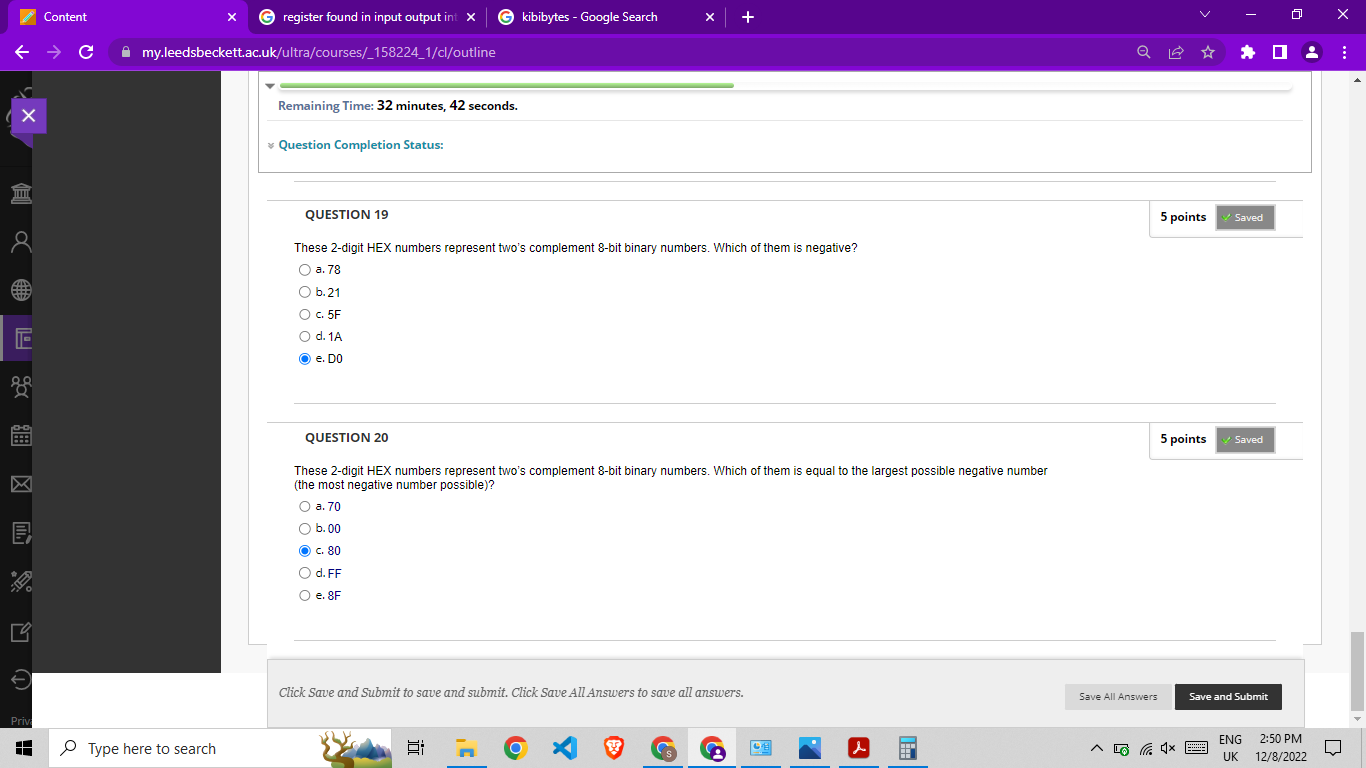 Content
register found in input output int
kibibytes - Google Search
my.leedsbeckett.ac.uk/ultra/courses/_158224_1/cl/outline
Remaining Time: 32 minutes, 42 seconds.
Question Completion Status:
QUESTION 19
5 points
Saved
These 2-digit HEX numbers represent two's complement 8-bit binary numbers. Which of them is negative?
a. 78
b. 21
c. 5F
d. 1A
e. D0
QUESTION 20
5 points
Saved
These 2-digit HEX numbers represent two's complement 8-bit binary numbers. Which of them is equal to the largest possible negative number
(the most negative number possible)?
a. 70
b. 00
c. 80
d. FF
e. 8F
Click Save and Submit to save and submit. Click Save All Answers to save all answers.
Save All Answers
Save and Submit
Priva
Type here to search
S
ENG
UK
2:50 PM
12/8/2022